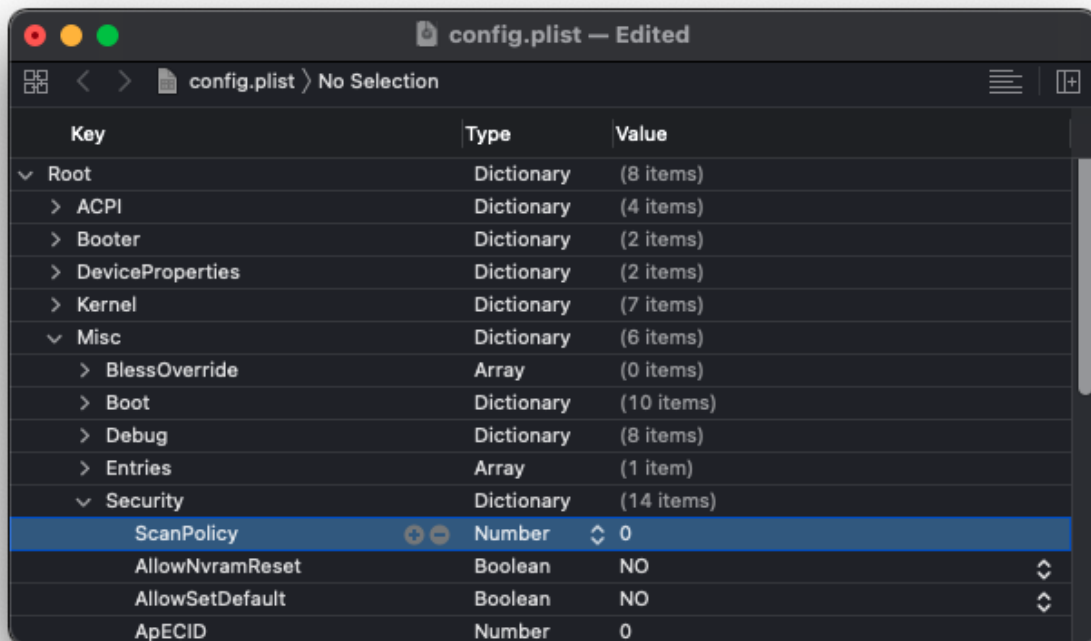 config.plist — Edited
config.plist 〉 No Selection
Key Type Value
Root Dictionary (8 items)
ACPI Dictionary (4 items)
Booter Dictionary (2 items)
DeviceProperties Dictionary (2 items)
Kernel Dictionary (7 items)
Misc Dictionary (6 items)
BlessOverride Array (0 items)
Boot Dictionary (10 items)
Debug Dictionary (8 items)
Entries Array (1 item)
Security Dictionary (14 items)
ScanPolicy Number 0
AllowNvramReset Boolean NO
AllowSetDefault Boolean NO
ApECID Number 0